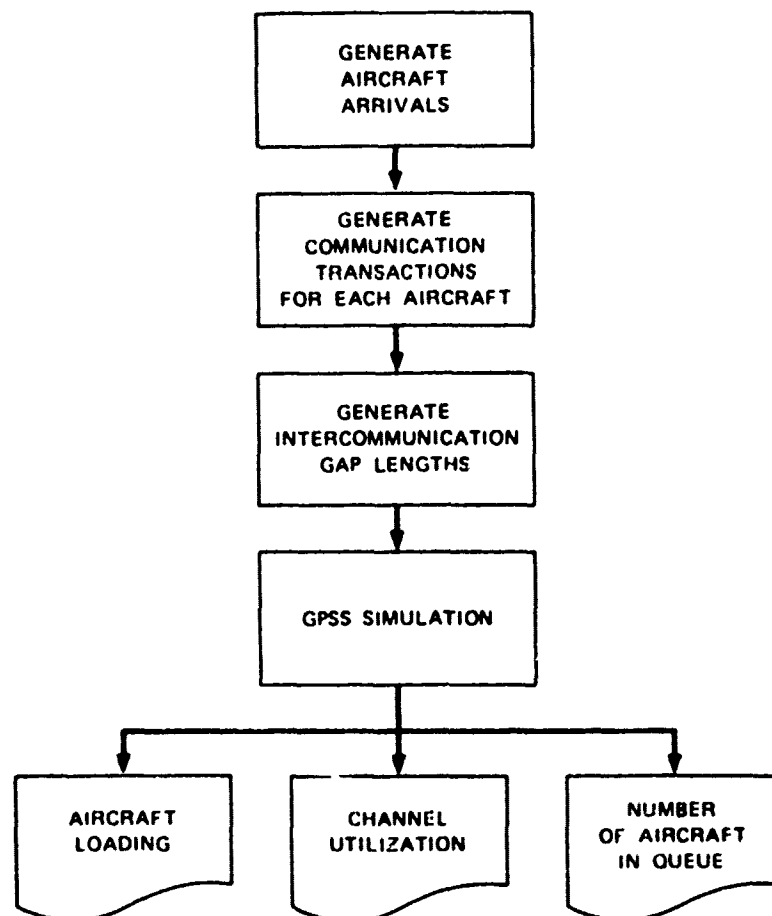 GENERATE
AIRCRAFT
ARRIVALS
GENERATE
COMMUNICATION
TRANSACTIONS
FOR EACH AIRCRAFT
GENERATE
INTERCOMMUNICATION
GAP LENGTHS
GPSS SIMULATION
AIRCRAFT
LOADING
CHANNEL
UTILIZATION
NUMBER
OF AIRCRAFT
IN QUEUE